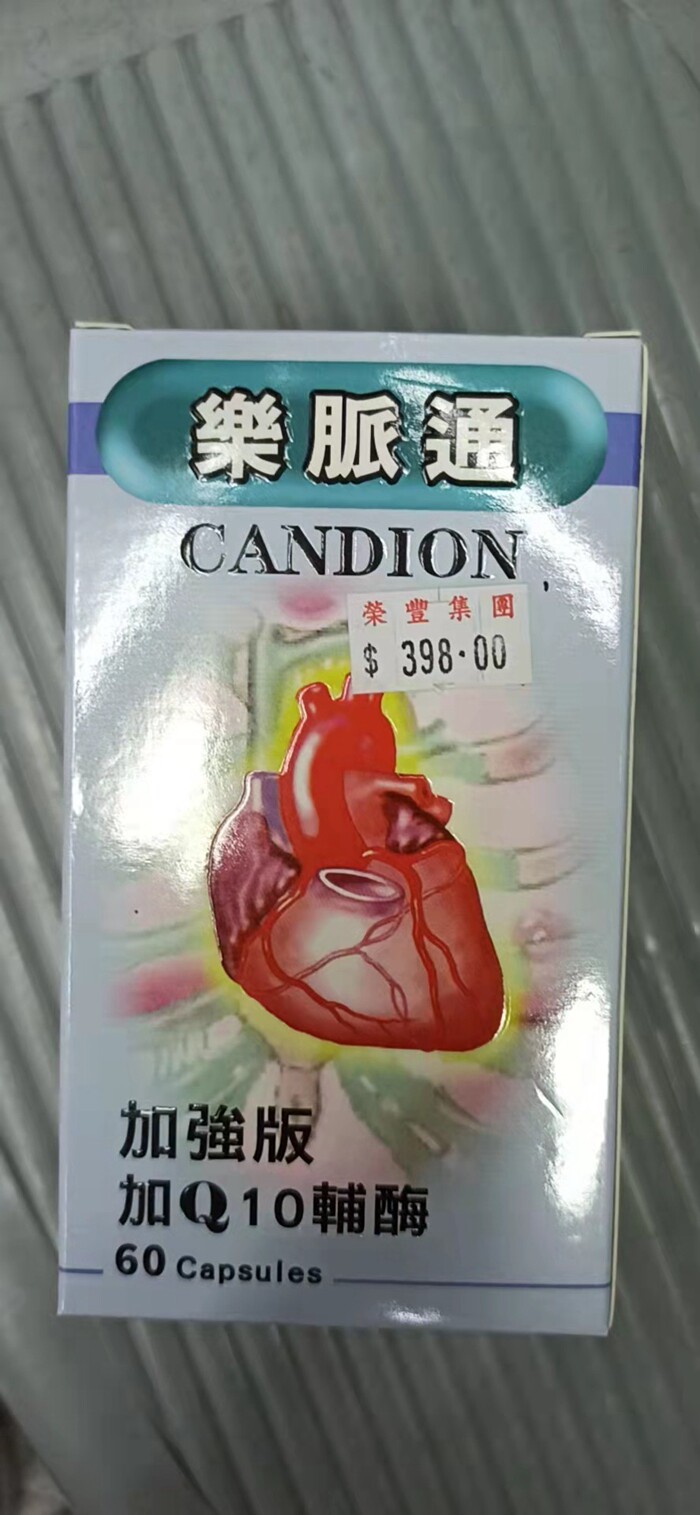 樂脈通
CANDION
榮豐集團
$ 398·00
加強版
加Q10輔酶
60 Capsules